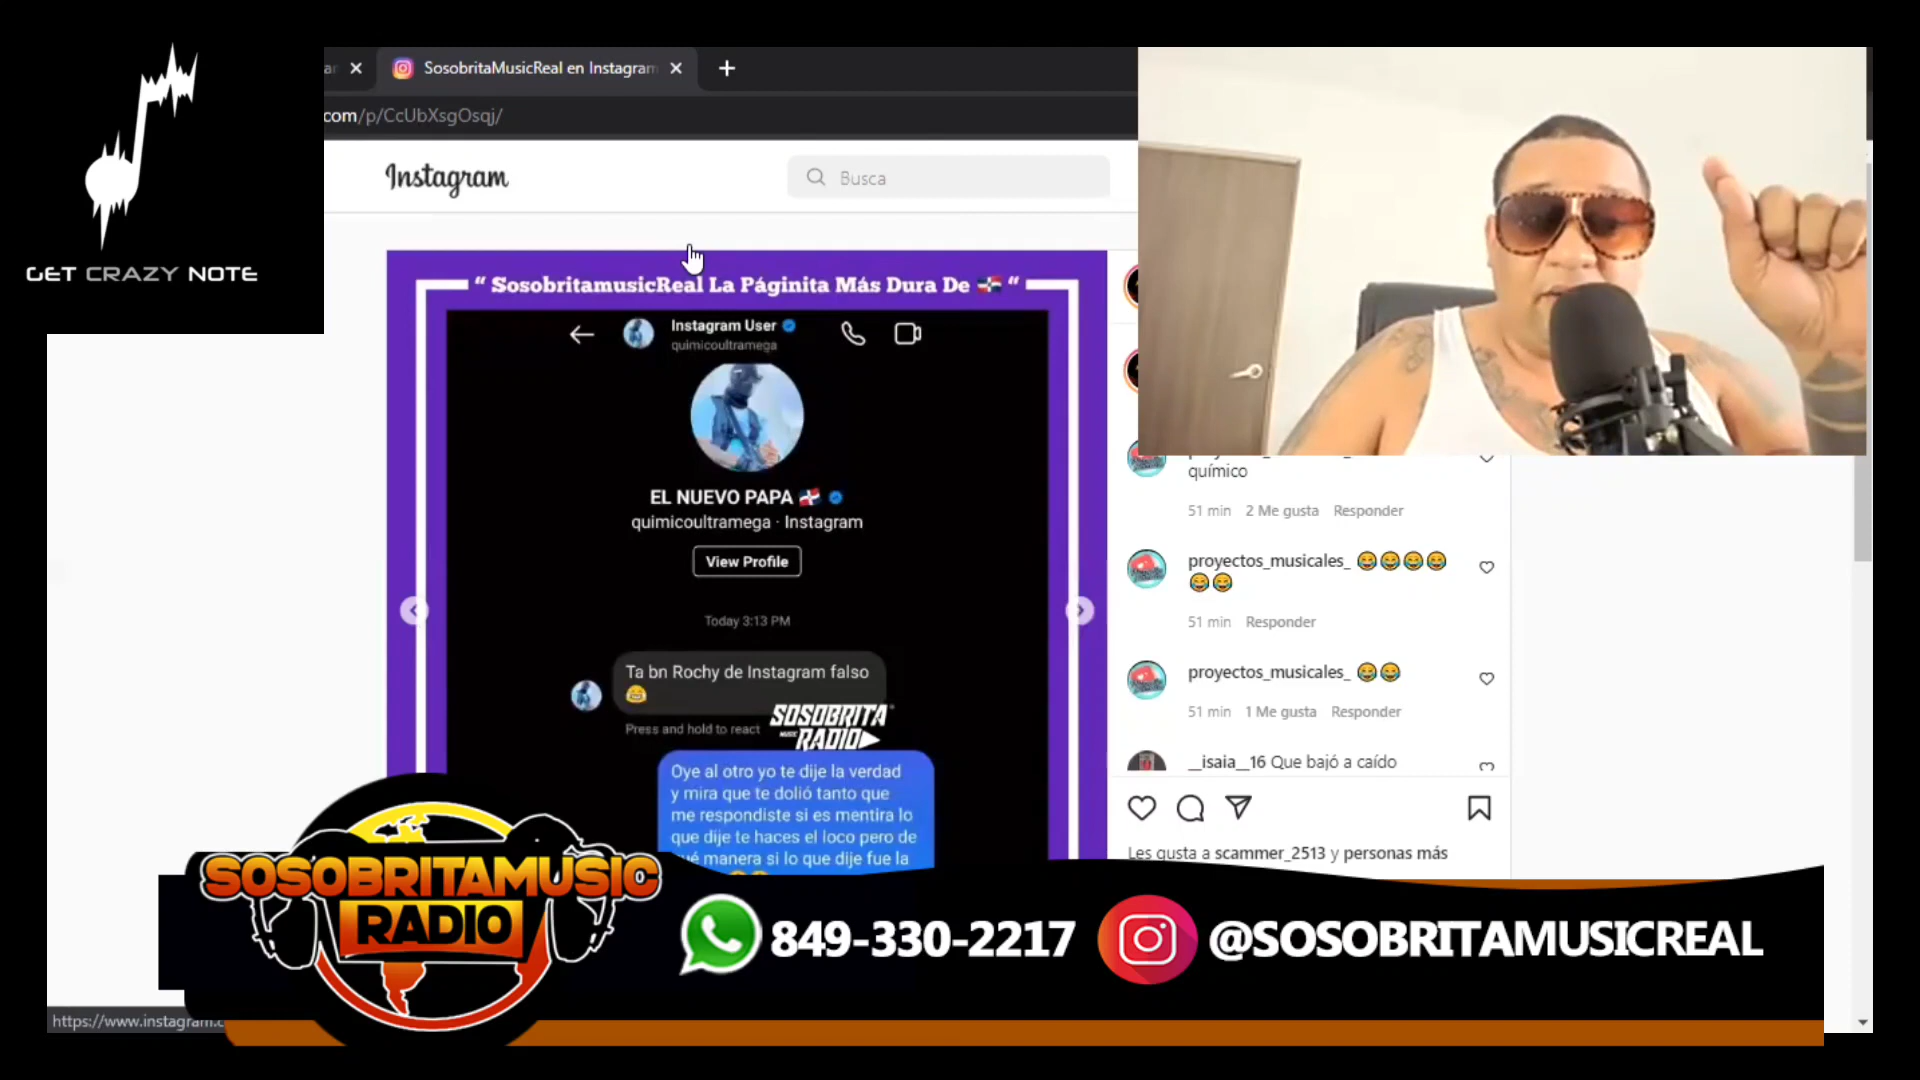 GET CRAZY NOTE
SosobritaMusicReal en Instagram
com/p/CcUbXsgOsqj/
Instagram
Busca
“ SosobritamusicReal La Páginita Más Dura De 🇩🇴 “
Instagram User
quimicoultramega
EL NUEVO PAPA 🇩🇴
quimicoultramega · Instagram
View Profile
Today 3:13 PM
Ta bn Rochy de Instagram falso
😂
Press and hold to react
SOSOBRITA
MUSIC RADIO
Oye al otro yo te dije la verdad
y mira que te dolió tanto que
me respondiste si es mentira lo
que dije te haces el loco pero de
qué manera si lo que dije fue la
químico
51 min 2 Me gusta Responder
proyectos_musicales_ 😂😂😂😂
😂😂
51 min Responder
proyectos_musicales_ 😂😂
51 min 1 Me gusta Responder
__isaia__16 Que bajó a caído
Les gusta a scammer_2513 y personas más
SOSOBRITAMUSIC
RADIO
849-330-2217
@SOSOBRITAMUSICREAL
https://www.instagram.c